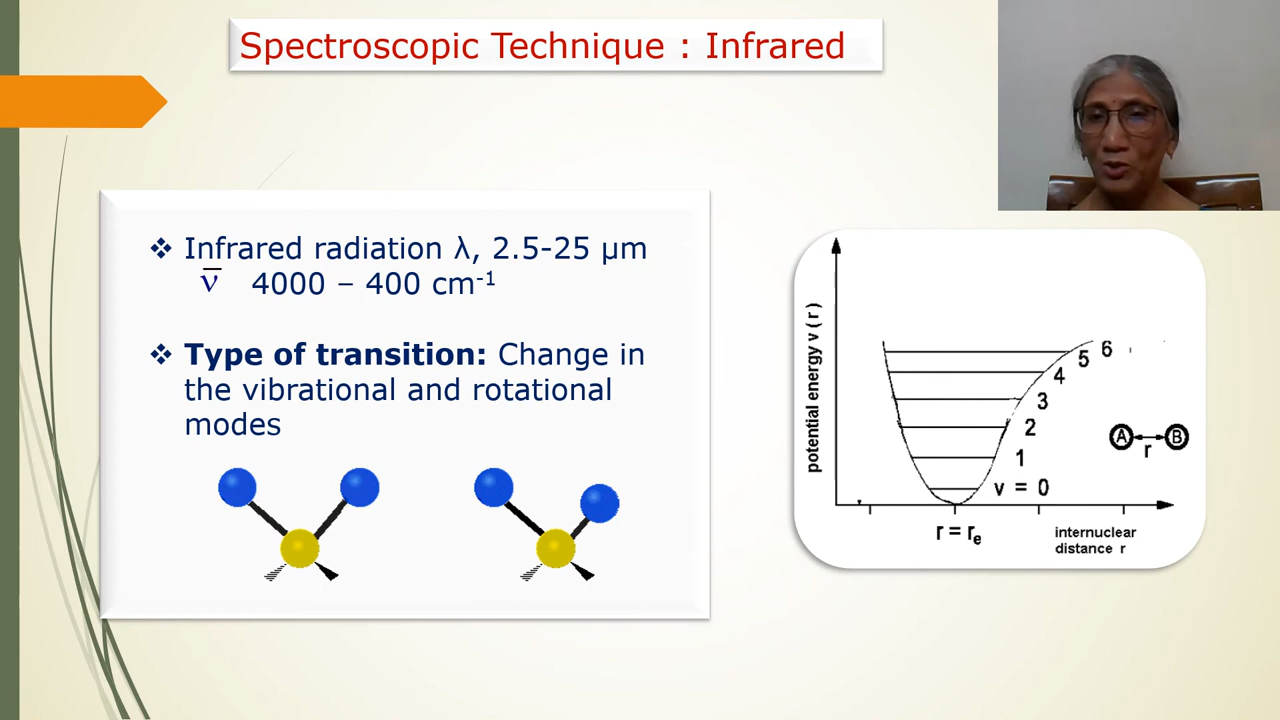 Spectroscopic Technique : Infrared
❖ Infrared radiation λ, 2.5-25 µm
ν̅ 4000 – 400 cm⁻¹
❖ Type of transition: Change in
the vibrational and rotational
modes
potential energy v ( r )
6
5
4
3
2
1
v = 0
A B
r
r = rₑ
internuclear
distance r